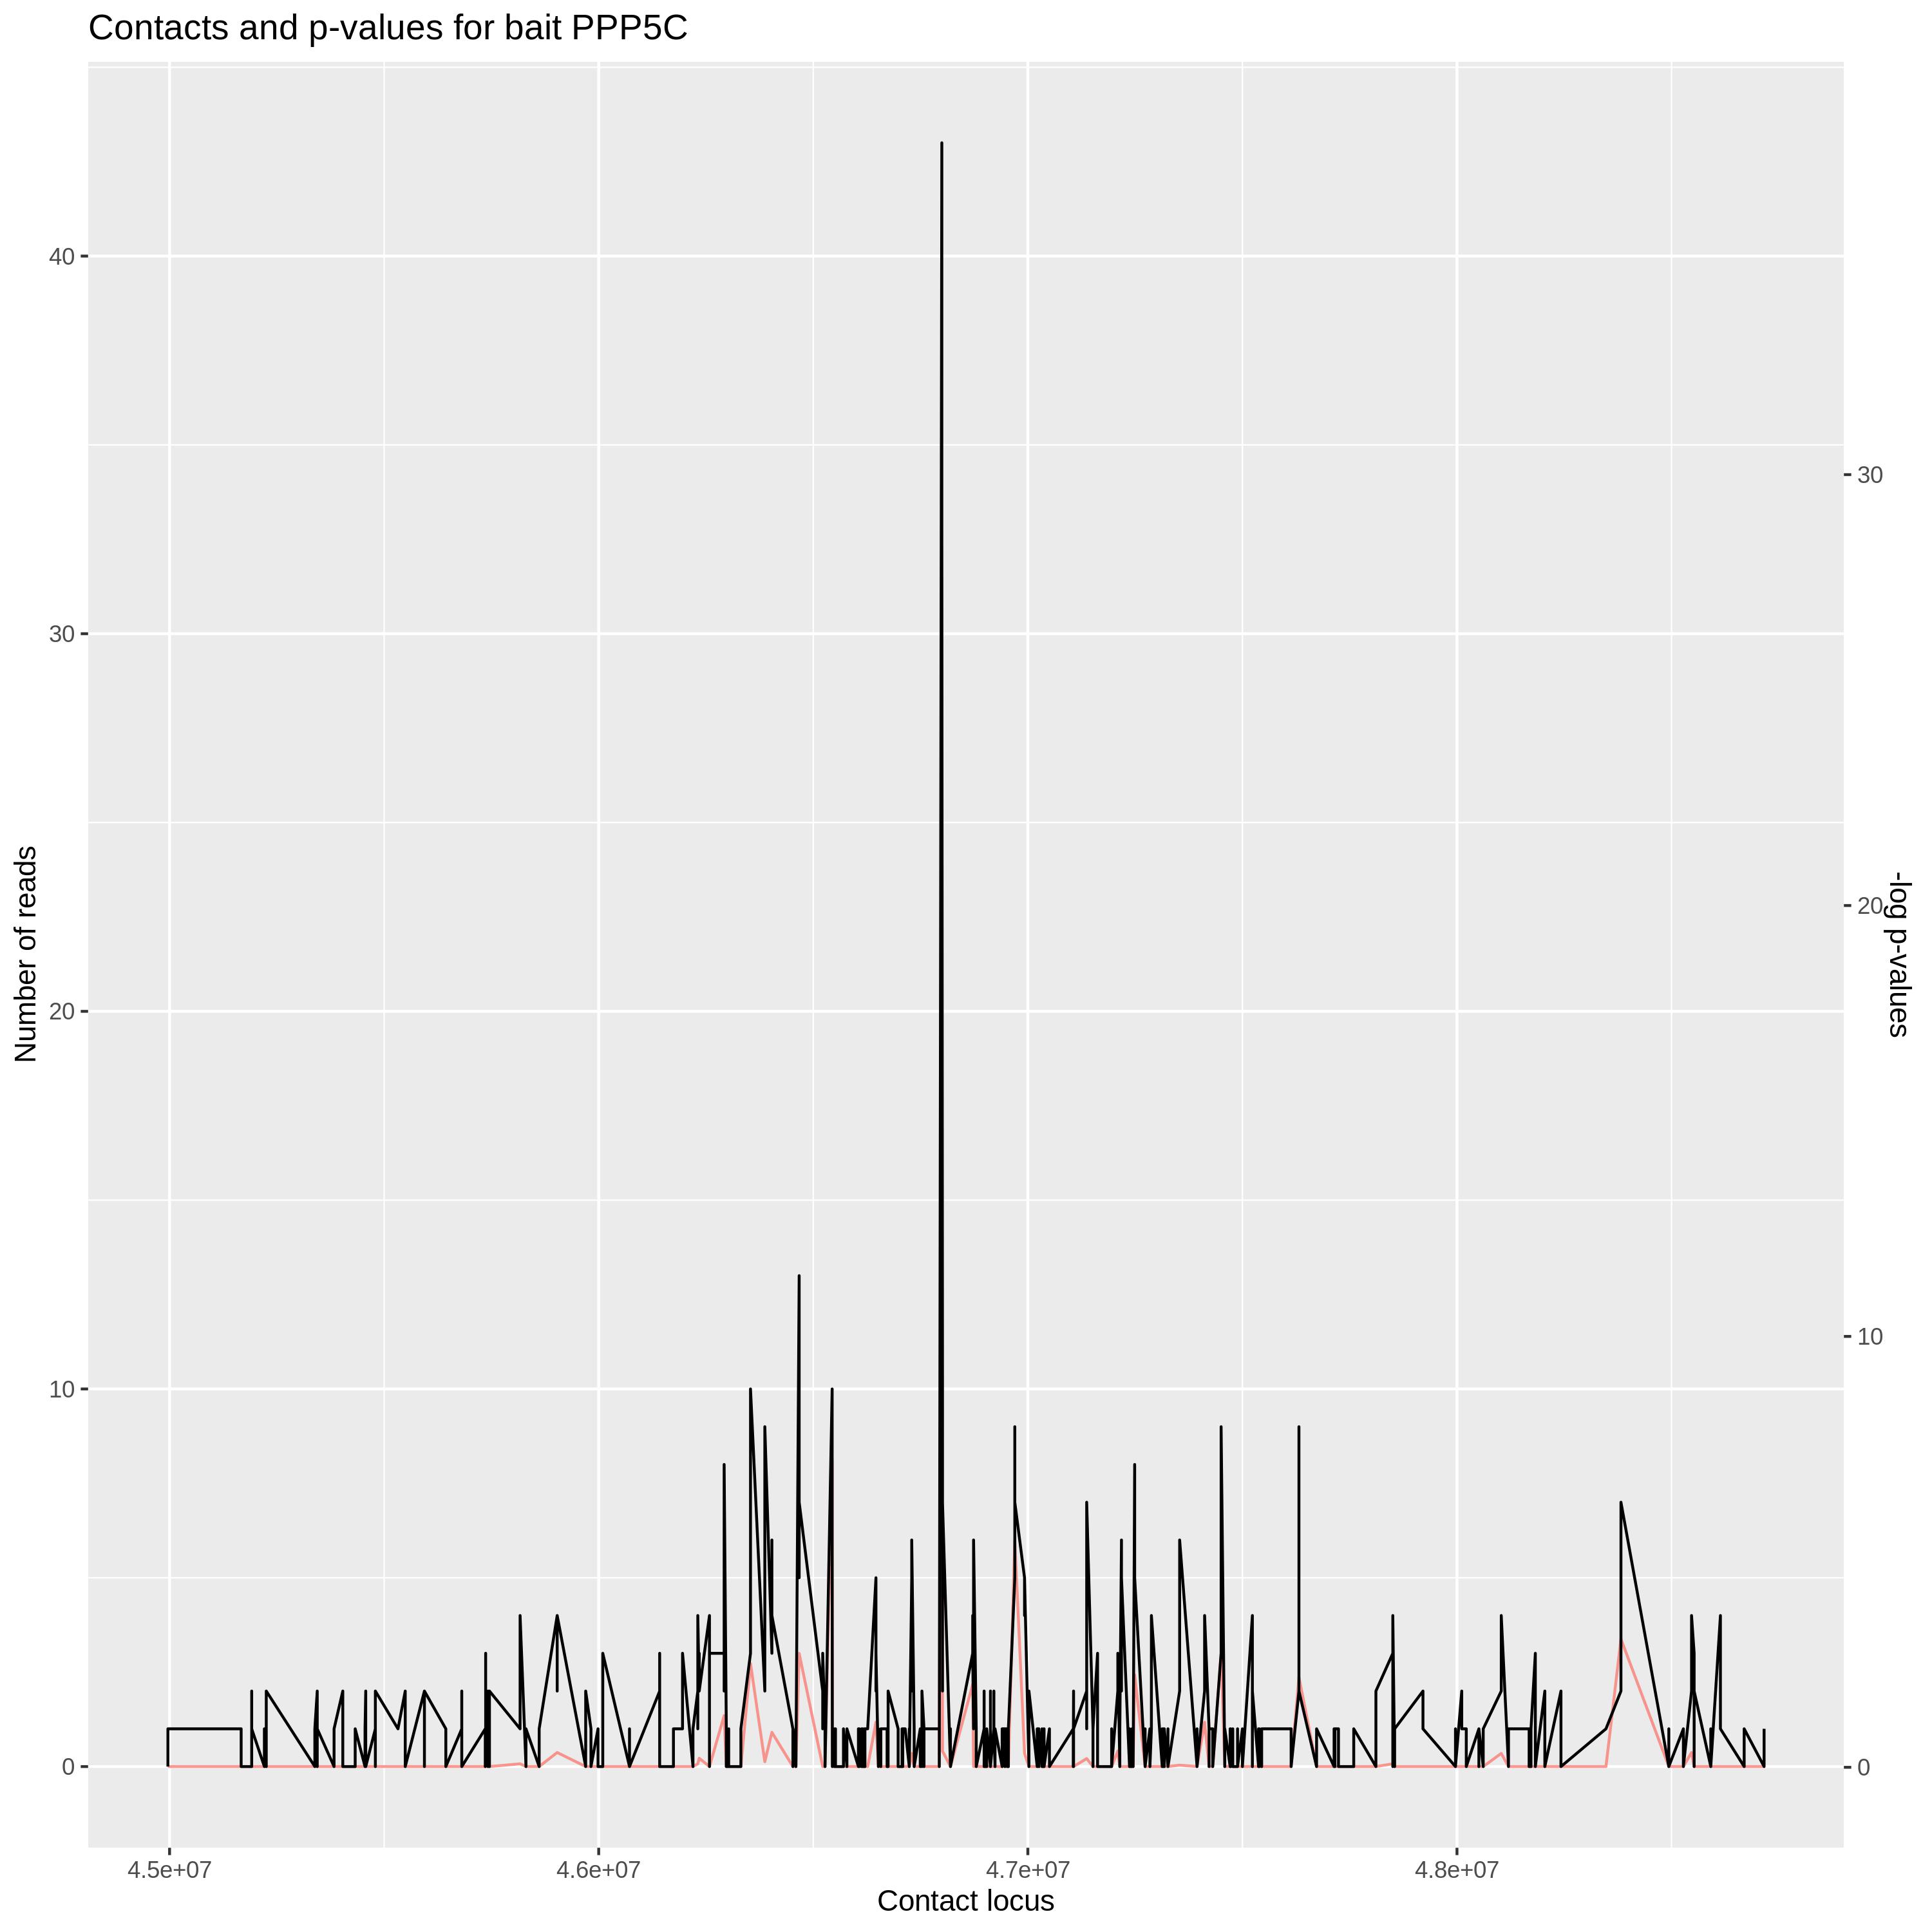 Contacts and p-values for bait PPP5C
40
30
20
10
0
Number of reads
30
20
10
0
-log p-values
4.5e+07
4.6e+07
4.7e+07
4.8e+07
Contact locus